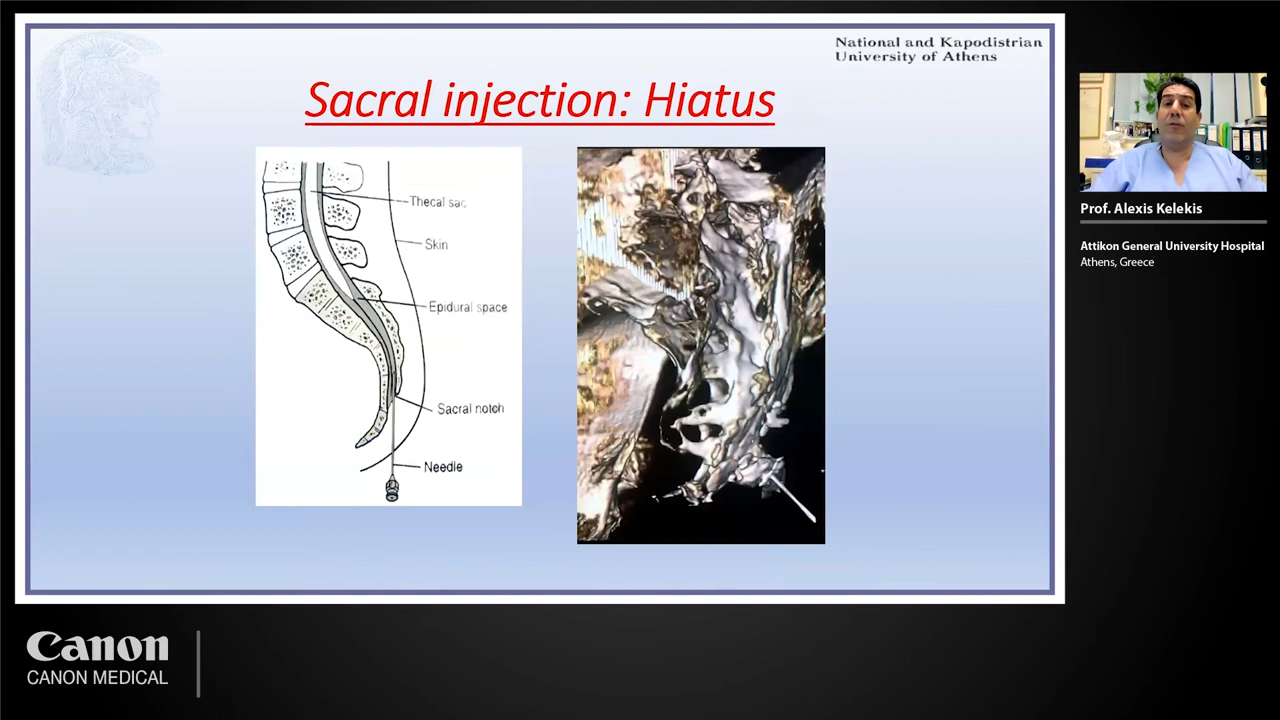 National and Kapodistrian
University of Athens
Sacral injection: Hiatus
Thecal sac
Skin
Epidural space
Sacral notch
Needle
Prof. Alexis Kelekis
Attikon General University Hospital
Athens, Greece
Canon
CANON MEDICAL